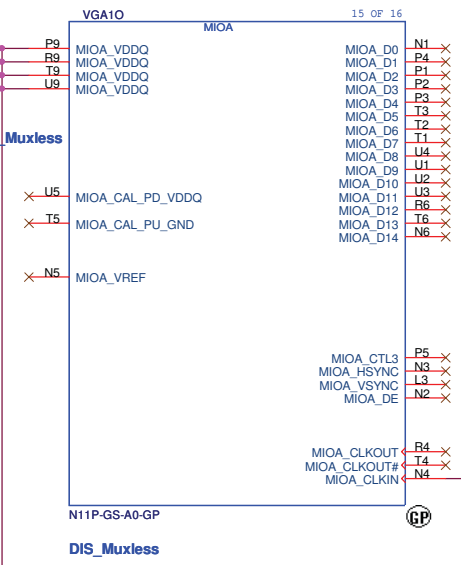 VGA1O 15 OF 16
MIOA
P9 MIOA_VDDQ MIOA_D0 N1
R9 MIOA_VDDQ MIOA_D1 P4
T9 MIOA_VDDQ MIOA_D2 P1
U9 MIOA_VDDQ MIOA_D3 P2
MIOA_D4 P3
MIOA_D5 T3
MIOA_D6 T2
_Muxless MIOA_D7 T1
MIOA_D8 U4
MIOA_D9 U1
MIOA_D10 U2
U5 MIOA_CAL_PD_VDDQ MIOA_D11 U3
MIOA_D12 R6
T5 MIOA_CAL_PU_GND MIOA_D13 T6
MIOA_D14 N6
N5 MIOA_VREF
MIOA_CTL3 P5
MIOA_HSYNC N3
MIOA_VSYNC L3
MIOA_DE N2
MIOA_CLKOUT R4
MIOA_CLKOUT# T4
MIOA_CLKIN N4
N11P-GS-A0-GP GP
DIS_Muxless